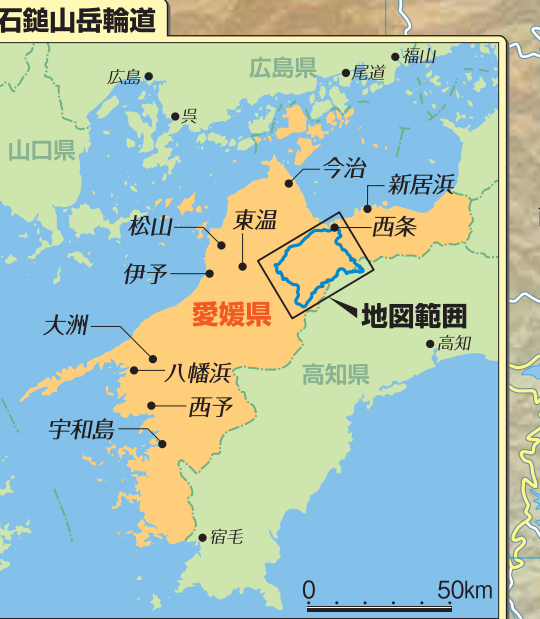 石鎚山岳輪道
福山
広島県
尾道
広島
呉
山口県
今治
新居浜
東温
松山
西条
伊予
愛媛県
地図範囲
大洲
高知
八幡浜
高知県
西予
宇和島
宿毛
0 50km